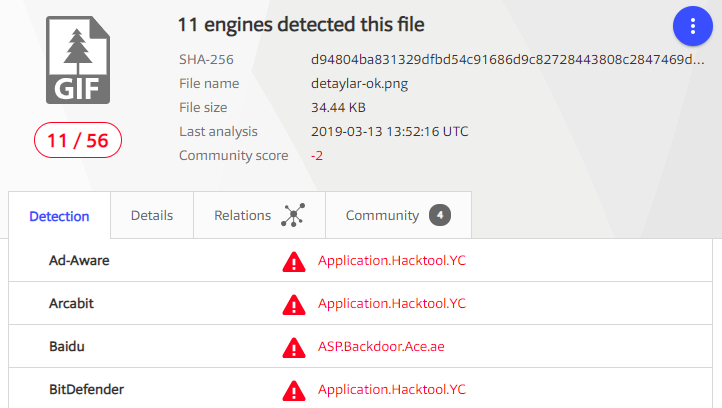 11 engines detected this file
SHA-256 d94804ba831329dfbd54c91686d9c82728443808c2847469d...
File name detaylar-ok.png
File size 34.44 KB
Last analysis 2019-03-13 13:52:16 UTC
Community score -2
GIF
11 / 56
Detection Details Relations Community 4
Ad-Aware Application.Hacktool.YC
Arcabit Application.Hacktool.YC
Baidu ASP.Backdoor.Ace.ae
BitDefender Application.Hacktool.YC